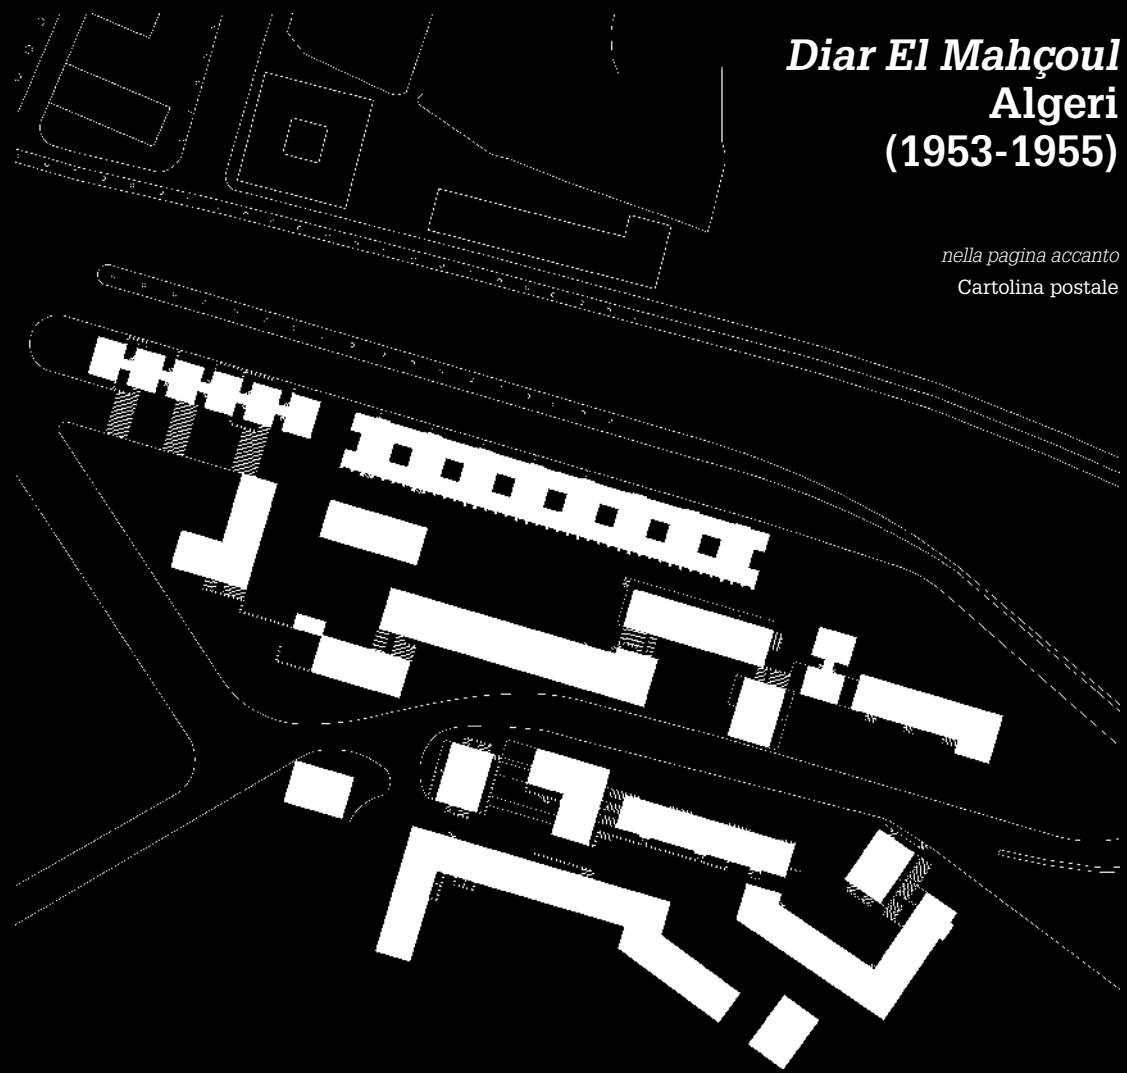 Diar El Mahçoul
Algeri
(1953-1955)
nella pagina accanto
Cartolina postale